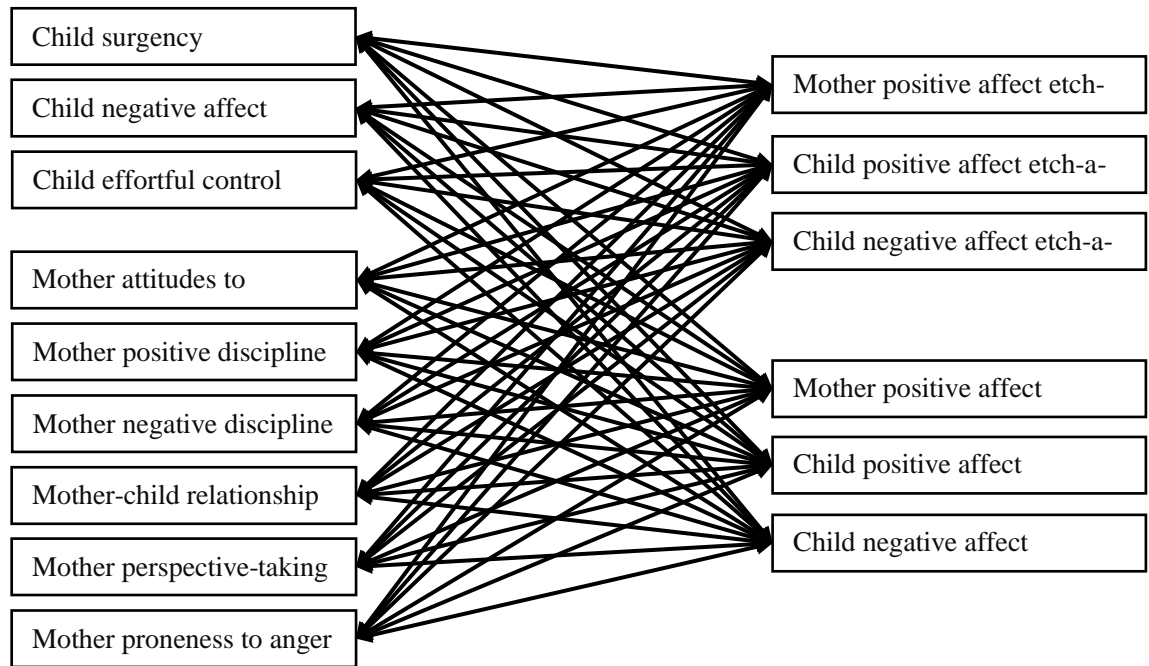 Child surgency
Child negative affect
Child effortful control
Mother attitudes to
Mother positive discipline
Mother negative discipline
Mother-child relationship
Mother perspective-taking
Mother proneness to anger
Mother positive affect etch-
Child positive affect etch-a-
Child negative affect etch-a-
Mother positive affect
Child positive affect
Child negative affect